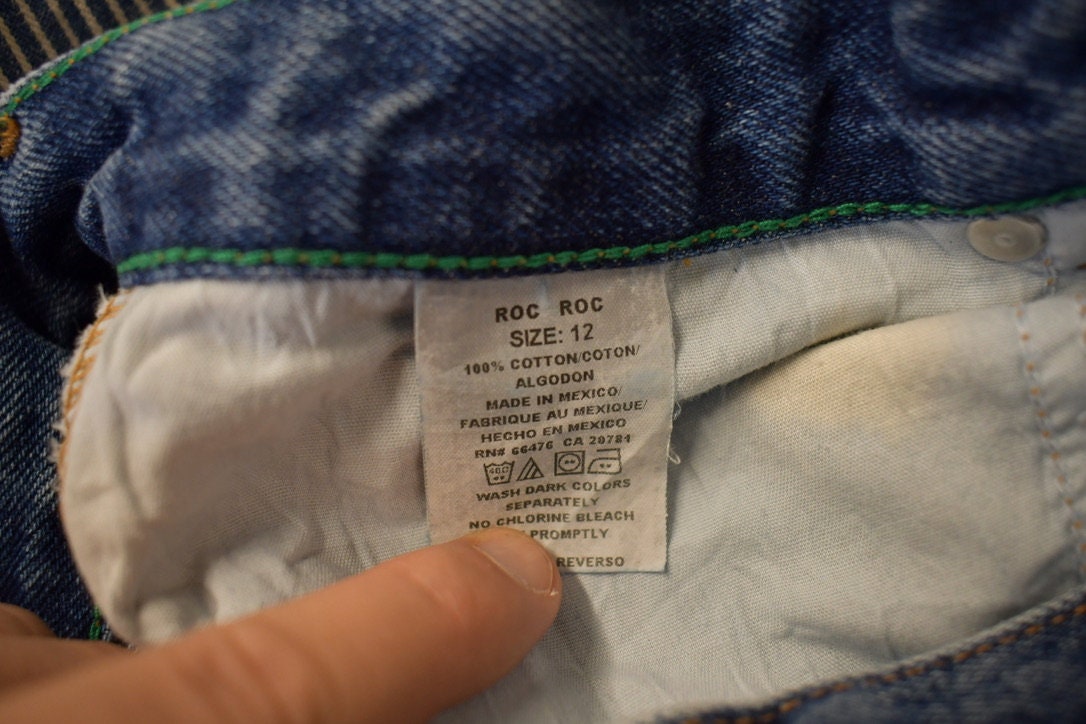 ROC ROC
SIZE: 12
100% COTTON/COTON/
ALGODON
MADE IN MEXICO/
FABRIQUE AU MEXIQUE/
HECHO EN MEXICO
RN# 66476 CA 20781
WASH DARK COLORS
SEPARATELY
NO CHLORINE BLEACH
PROMPTLY
REVERSO